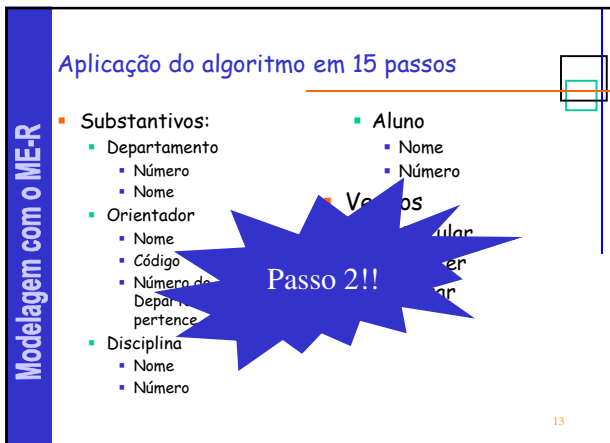 Aplicação do algoritmo em 15 passos
Modelagem com o ME-R
Substantivos:
Departamento
Número
Nome
Orientador
Nome
Código
Número
pertence
Disciplina
Nome
Número
Aluno
Nome
Número
Passo 2!!
13